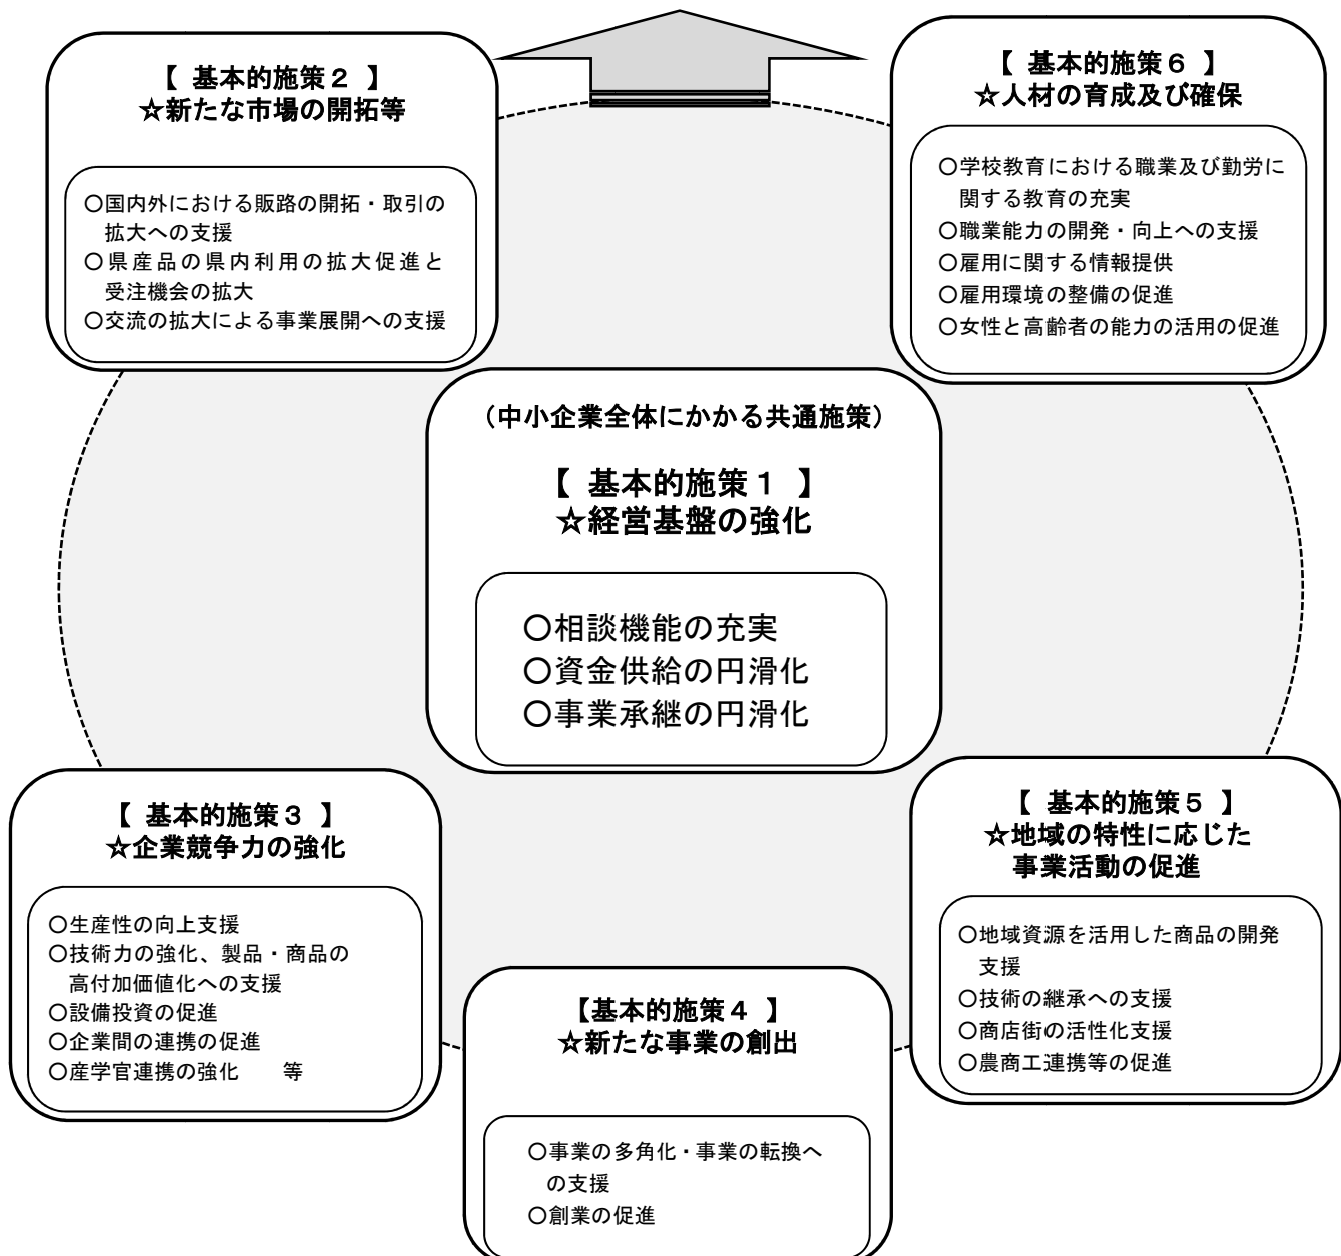 【 基本的施策２ 】
☆新たな市場の開拓等
○国内外における販路の開拓・取引の
拡大への支援
○県産品の県内利用の拡大促進と
受注機会の拡大
○交流の拡大による事業展開への支援
【 基本的施策６ 】
☆人材の育成及び確保
○学校教育における職業及び勤労に
関する教育の充実
○職業能力の開発・向上への支援
○雇用に関する情報提供
○雇用環境の整備の促進
○女性と高齢者の能力の活用の促進
（中小企業全体にかかる共通施策）
【 基本的施策１ 】
☆経営基盤の強化
○相談機能の充実
○資金供給の円滑化
○事業承継の円滑化
【 基本的施策３ 】
☆企業競争力の強化
○生産性の向上支援
○技術力の強化、製品・商品の
高付加価値化への支援
○設備投資の促進
○企業間の連携の促進
○産学官連携の強化　　等
【 基本的施策５ 】
☆地域の特性に応じた
事業活動の促進
○地域資源を活用した商品の開発
支援
○技術の継承への支援
○商店街の活性化支援
○農商工連携等の促進
【基本的施策４ 】
☆新たな事業の創出
○事業の多角化・事業の転換へ
の支援
○創業の促進